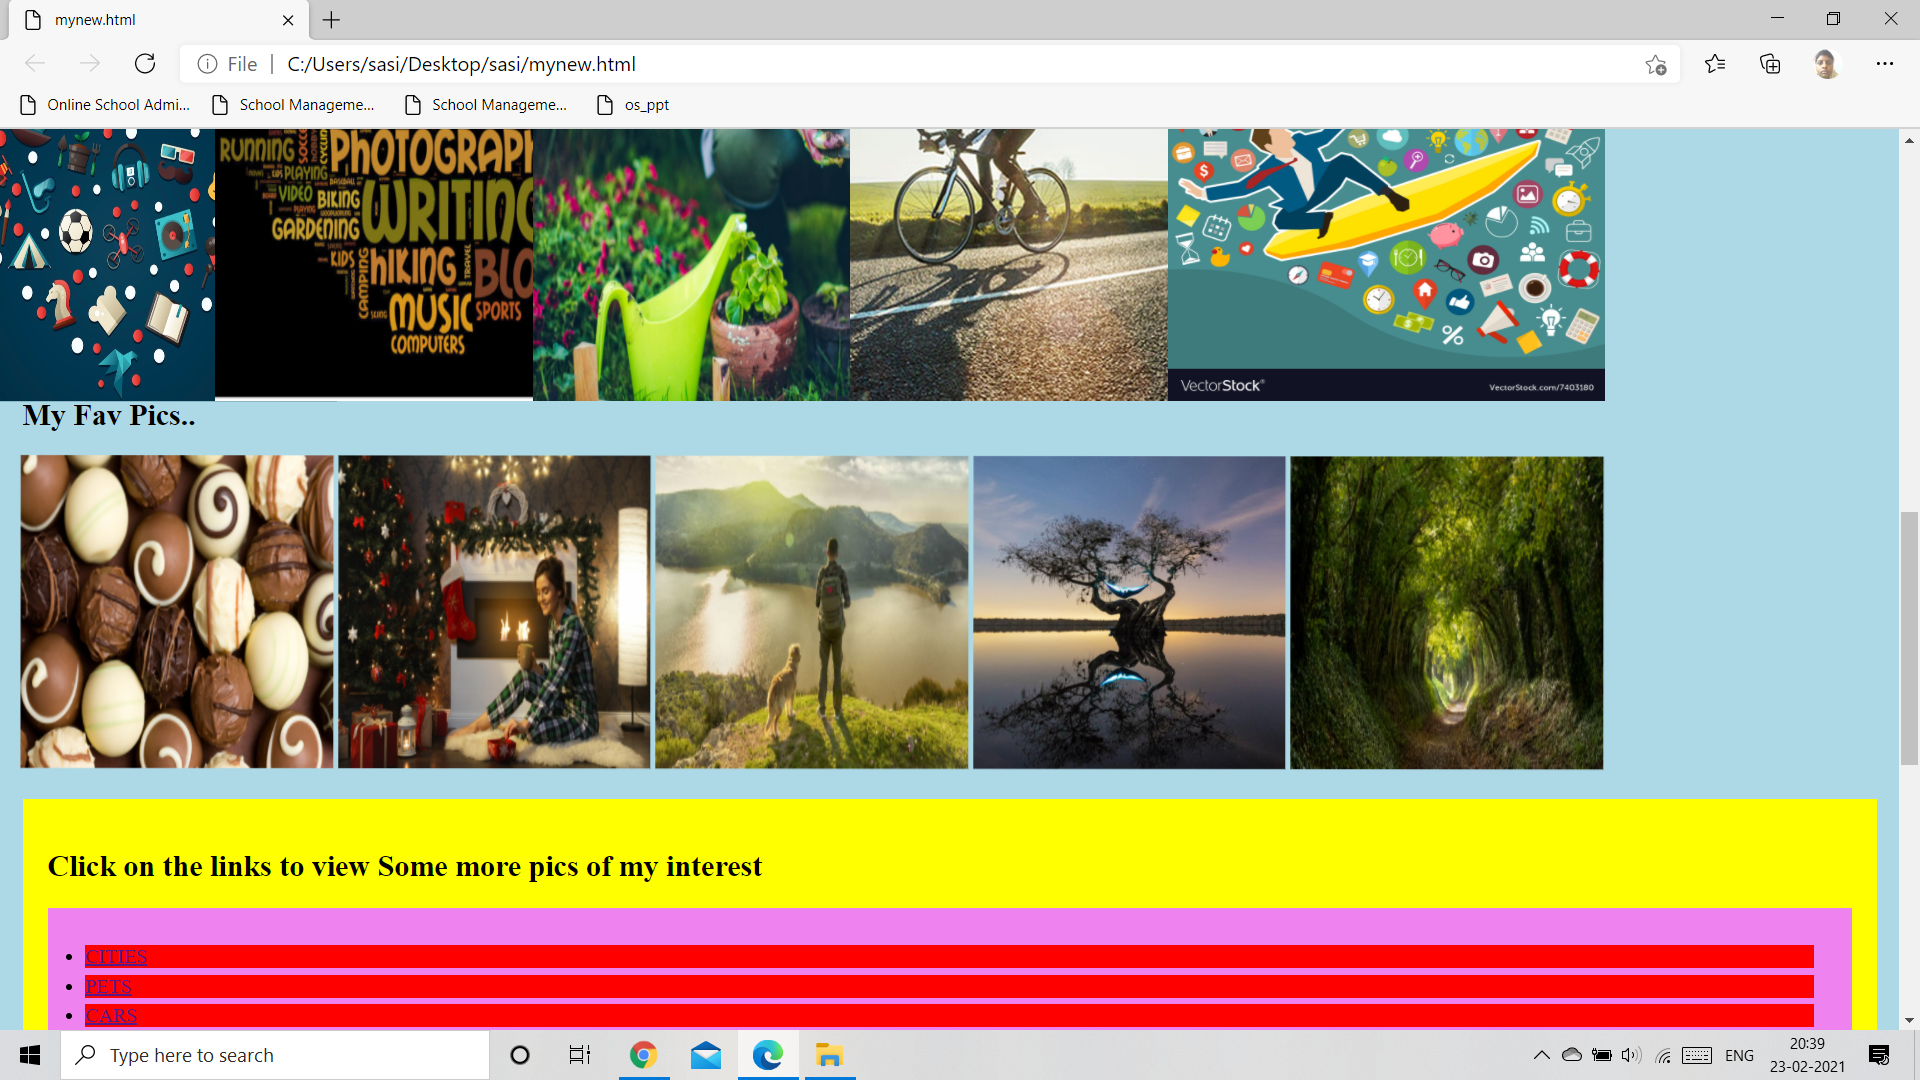 mynew.html
File | C:/Users/sasi/Desktop/sasi/mynew.html
Online School Admi... School Manageme... School Manageme... os_ppt
RUNNING SOCCE PHOTOGRAPH
PLAYING
VIDEO BIKING WRITING
GARDENING
KIDS HIKING TRAVEL BLO
CAMPING
MUSIC SPORTS
COMPUTERS
VectorStock® VectorStock.com/7403180
My Fav Pics..
Click on the links to view Some more pics of my interest
• CITIES
• PETS
• CARS
Type here to search
ENG
20:39
23-02-2021